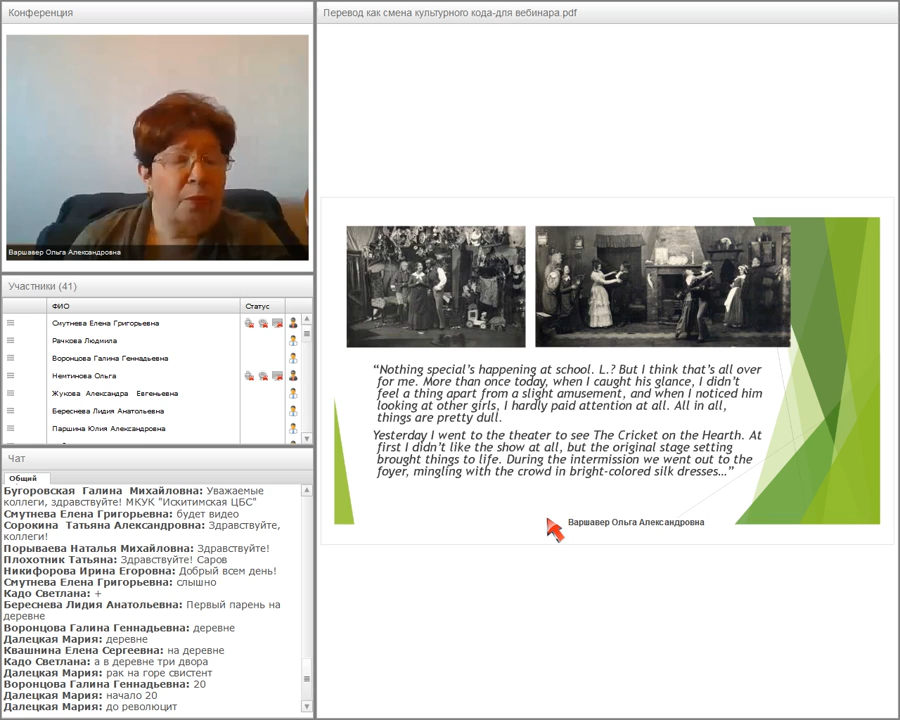 Конференция
Варшавер Ольга Александровна
Участники (41)
ФИО
Статус
Смутнева Елена Григорьевна
Рачкова Людмила
Воронцова Галина Геннадьевна
Немтинова Ольга
Жукова Александра Евгеньевна
Береснева Лидия Анатольевна
Паршина Юлия Александровна
Чат
Общий
Бугоровская Галина Михайловна: Уважаемые
коллеги, здравствуйте! МКУК "Искитимская ЦБС"
Смутнева Елена Григорьевна: будет видео
Сорокина Татьяна Александровна: Здравствуйте,
коллеги!
Порываева Наталья Михайловна: Здравствуйте!
Плохотник Татьяна: Здравствуйте! Саров
Никифорова Ирина Егоровна: Добрый всем день!
Смутнева Елена Григорьевна: слышно
Кадо Светлана: +
Береснева Лидия Анатольевна: Первый парень на
деревне
Воронцова Галина Геннадьевна: деревне
Далецкая Мария: деревне
Квашнина Елена Сергеевна: на деревне
Кадо Светлана: а в деревне три двора
Далецкая Мария: рак на горе свистент
Воронцова Галина Геннадьевна: 20
Далецкая Мария: начало 20
Далецкая Мария: до революцит
Перевод как смена культурного кода-для вебинара.pdf
“Nothing special’s happening at school. L.? But I think that’s all over
for me. More than once today, when I caught his glance, I didn’t
feel a thing apart from a slight amusement, and when I noticed him
looking at other girls, I hardly paid attention at all. All in all,
things are pretty dull.
Yesterday I went to the theater to see The Cricket on the Hearth. At
first I didn’t like the show at all, but the original stage setting
brought things to life. During the intermission we went out to the
foyer, mingling with the crowd in bright-colored silk dresses…”
Варшавер Ольга Александровна